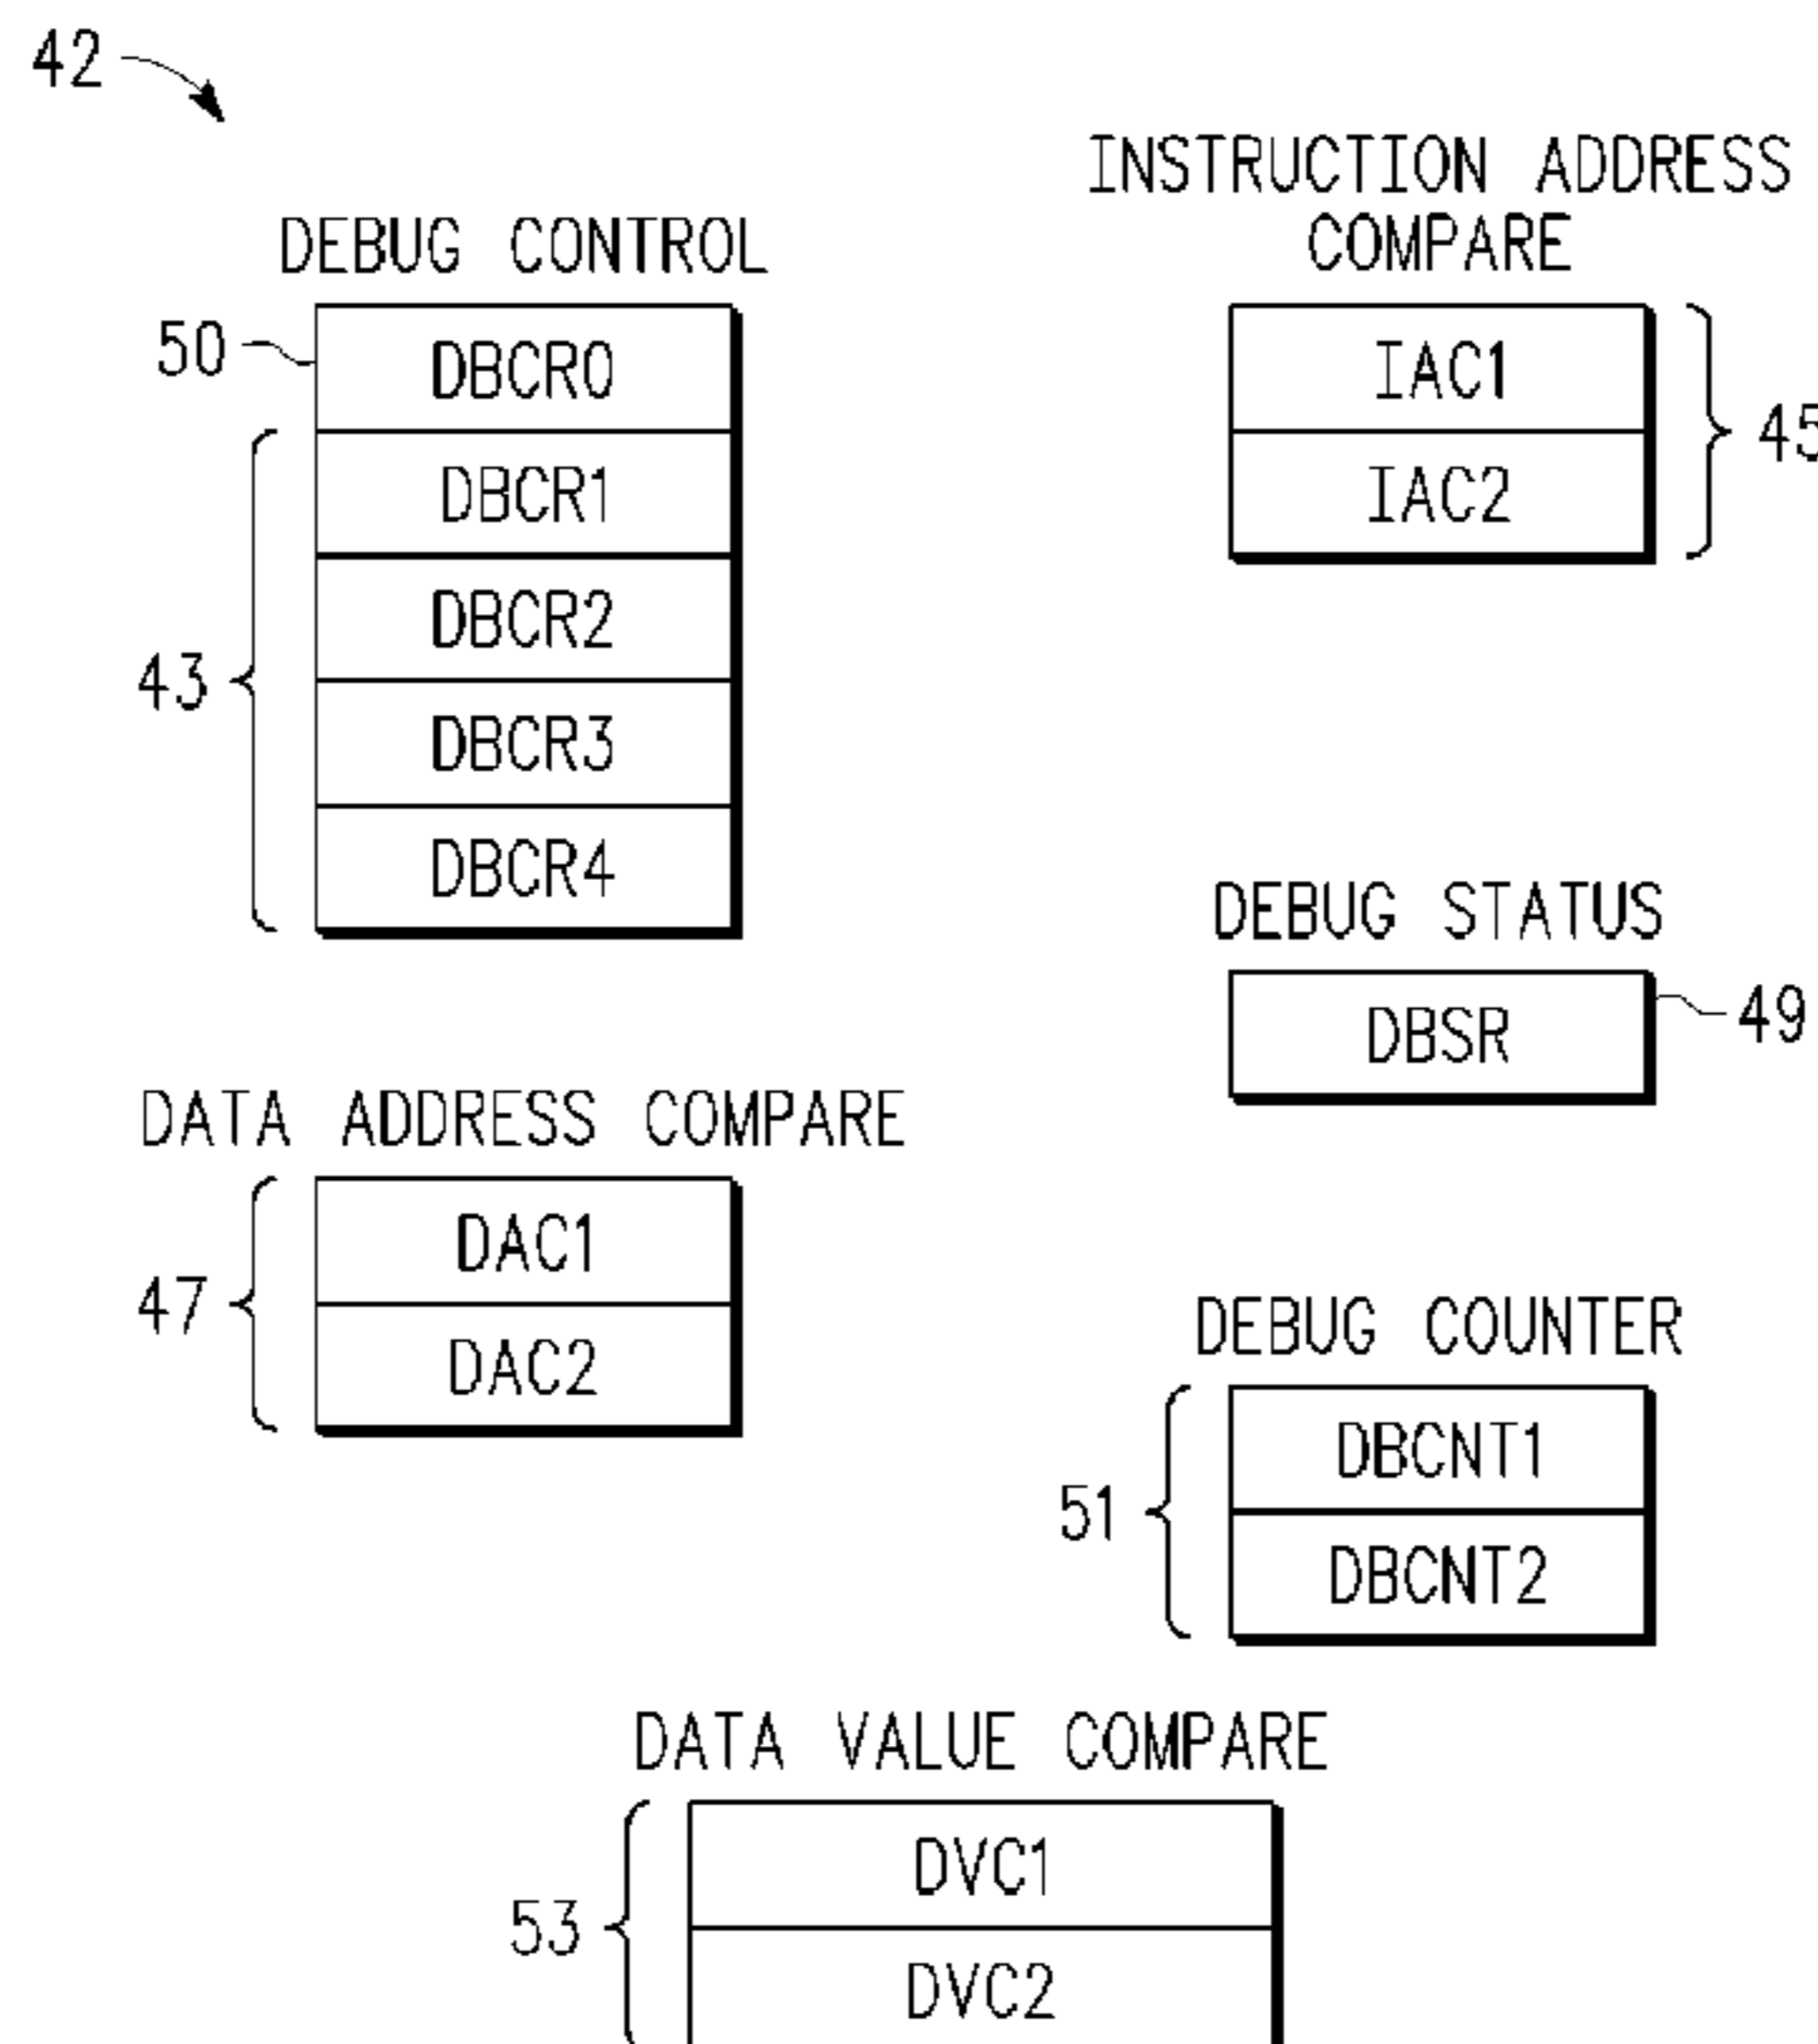 42
DEBUG CONTROL
50
DBCR0
DBCR1
DBCR2
DBCR3
DBCR4
43
INSTRUCTION ADDRESS
COMPARE
IAC1
IAC2
45
DEBUG STATUS
DBSR
49
DATA ADDRESS COMPARE
DAC1
DAC2
47
DEBUG COUNTER
DBCNT1
DBCNT2
51
DATA VALUE COMPARE
DVC1
DVC2
53